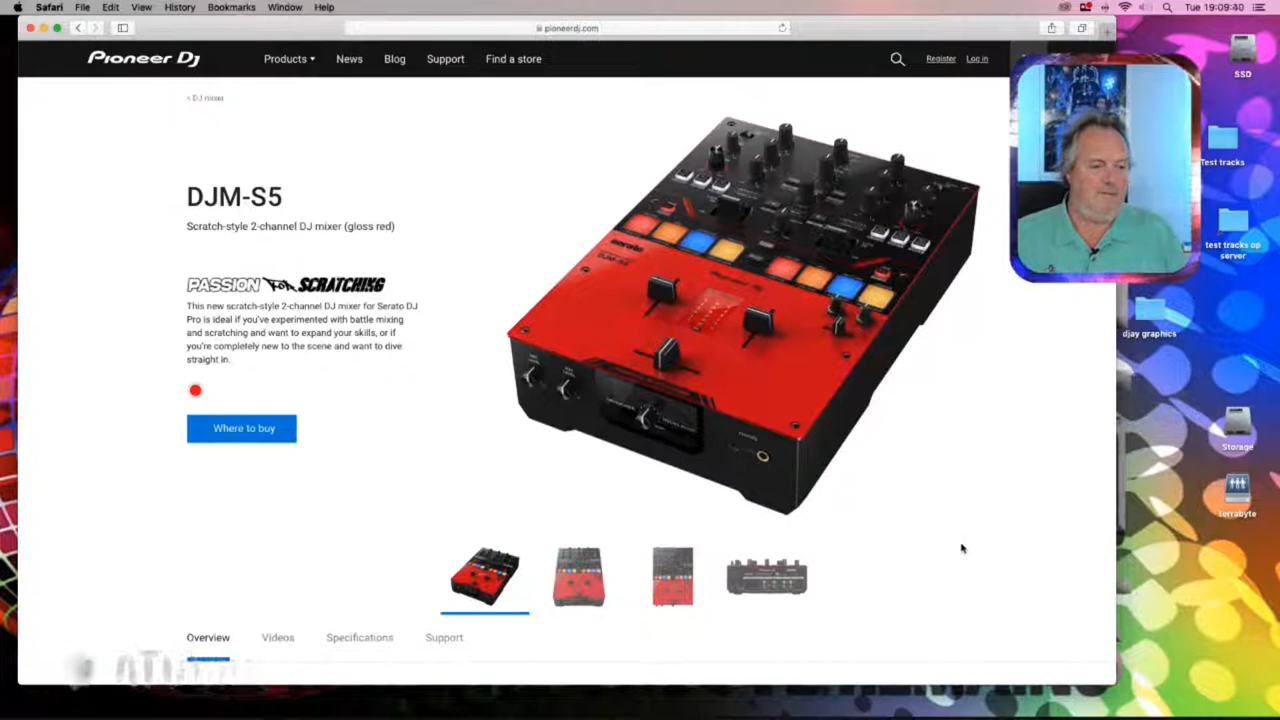 Safari File Edit View History Bookmarks Window Help
Tue 19:09:40
pioneerdj.com
Pioneer Dj
Products News Blog Support Find a store
Register Log in
< DJ mixer
DJM-S5
Scratch-style 2-channel DJ mixer (gloss red)
PASSION FOR SCRATCHING
This new scratch-style 2-channel DJ mixer for Serato DJ
Pro is ideal if you've experimented with battle mixing
and scratching and want to expand your skills, or if
you're completely new to the scene and want to dive
straight in.
Where to buy
serato
DJM-S5
Overview Videos Specifications Support
SSD
Test tracks
test tracks op
server
djay graphics
Storage
Terrabyte